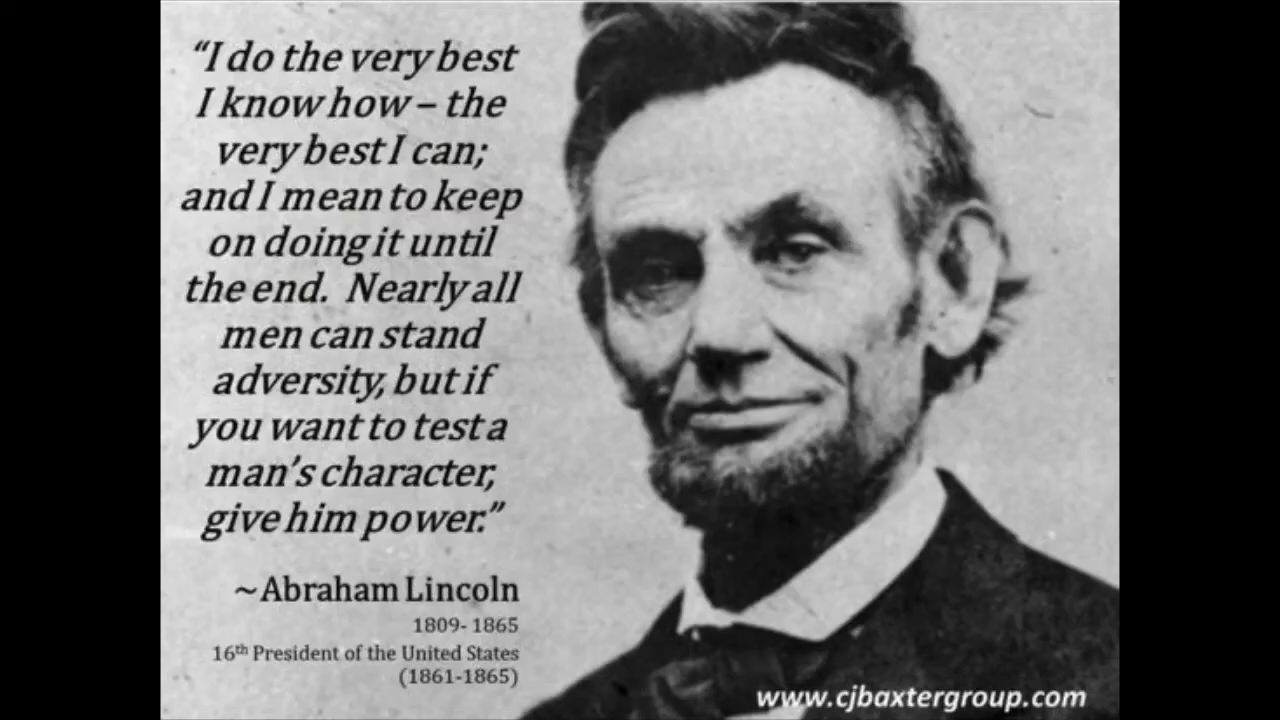 “I do the very best
I know how – the
very best I can;
and I mean to keep
on doing it until
the end.  Nearly all
men can stand
adversity, but if
you want to test a
man’s character,
give him power.”
~Abraham Lincoln
1809- 1865
16th President of the United States
(1861-1865)
www.cjbaxtergroup.com